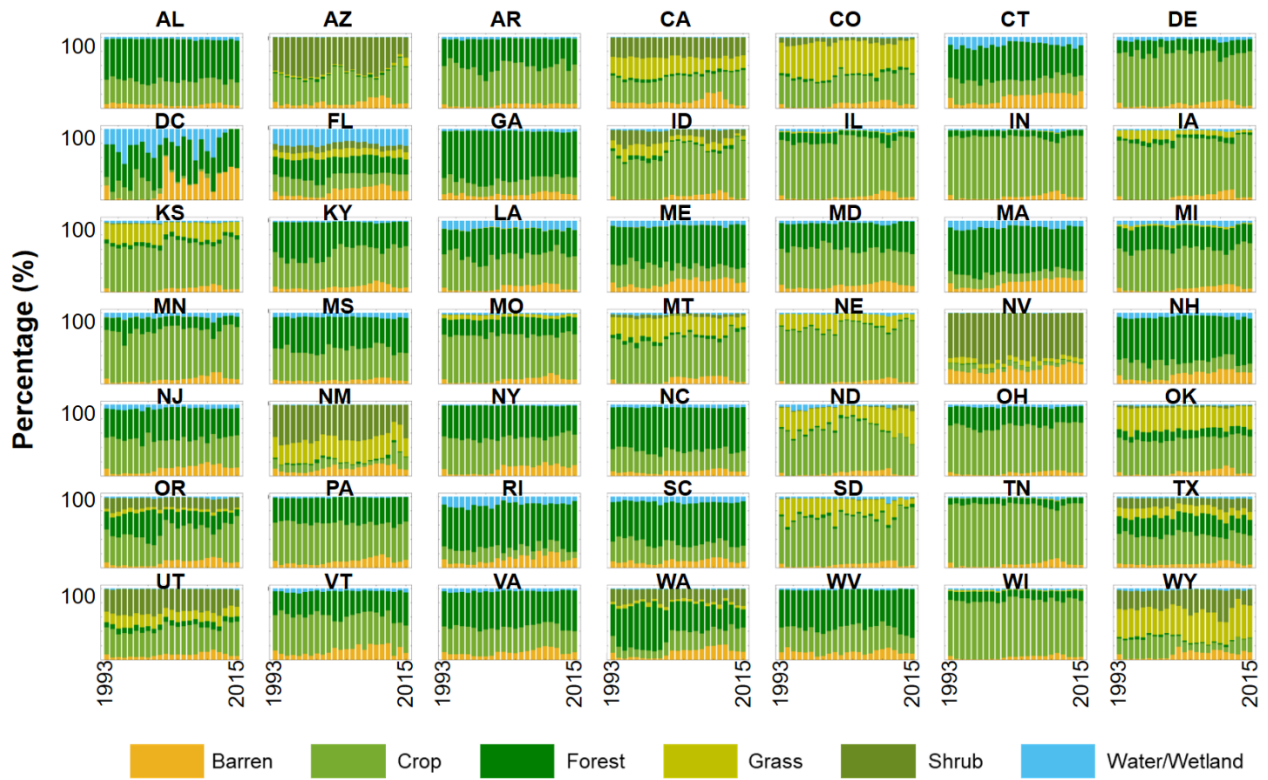 AL AZ AR CA CO CT DE
100
DC FL GA ID IL IN IA
100
KS KY LA ME MD MA MI
100
MN MS MO MT NE NV NH
100
NJ NM NY NC ND OH OK
100
OR PA RI SC SD TN TX
100
UT VT VA WA WV WI WY
100
Percentage (%)
1993 2015 1993 2015 1993 2015 1993 2015 1993 2015 1993 2015 1993 2015
Barren Crop Forest Grass Shrub Water/Wetland